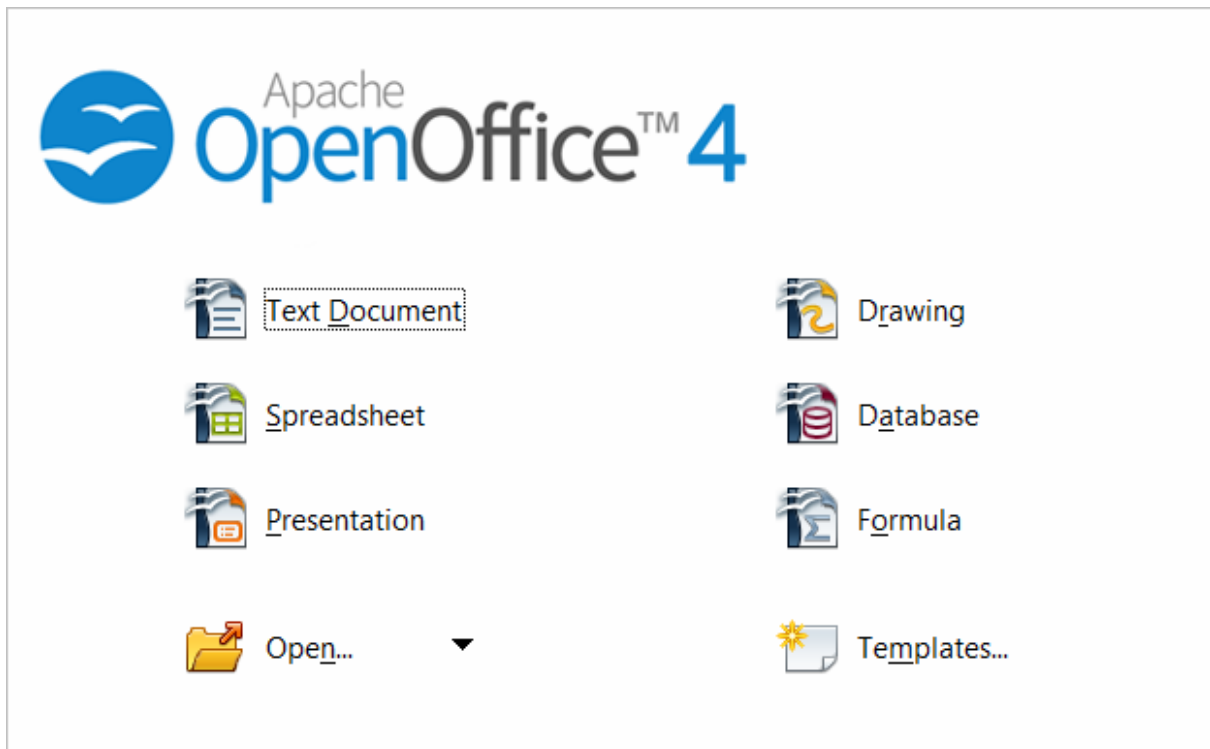 Apache
OpenOffice™ 4
Text Document
Drawing
Spreadsheet
Database
Presentation
Formula
Open...
Templates...